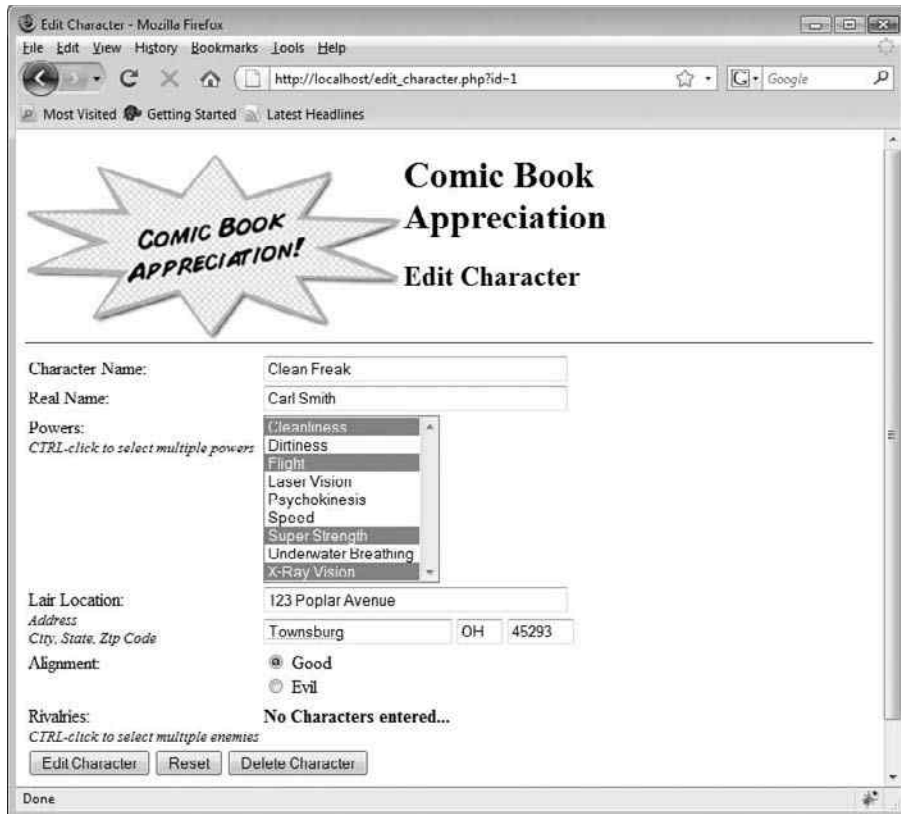 Edit Character - Mozilla Firefox
File Edit View History Bookmarks Tools Help
http://localhost/edit_character.php?id=1
Google
Most Visited Getting Started Latest Headlines
COMIC BOOK
APPRECIATION!
Comic Book
Appreciation
Edit Character
Character Name: Clean Freak
Real Name: Carl Smith
Powers:
CTRL-click to select multiple powers
Cleanliness
Dirtiness
Flight
Laser Vision
Psychokinesis
Speed
Super Strength
Underwater Breathing
X-Ray Vision
Lair Location: 123 Poplar Avenue
Address
City, State, Zip Code
Townsburg OH 45293
Alignment: Good
Evil
Rivalries: No Characters entered...
CTRL-click to select multiple enemies
Edit Character Reset Delete Character
Done